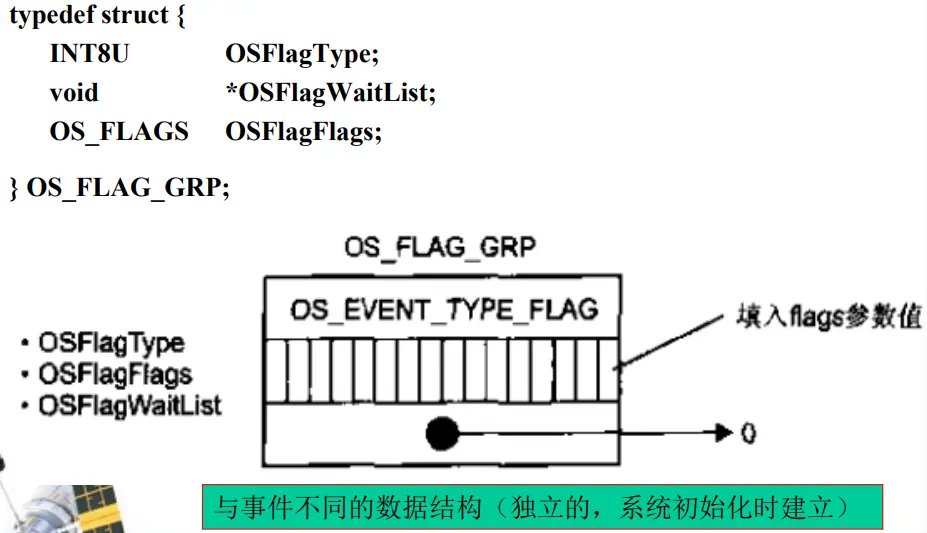 typedef struct {
INT8U OSFlagType;
void *OSFlagWaitList;
OS_FLAGS OSFlagFlags;
} OS_FLAG_GRP;
OS_FLAG_GRP
OS_EVENT_TYPE_FLAG
填入flags參數值
• OSFlagType
• OSFlagFlags
• OSFlagWaitList
0
与事件不同的数据结构（独立的，系统初始化时建立）